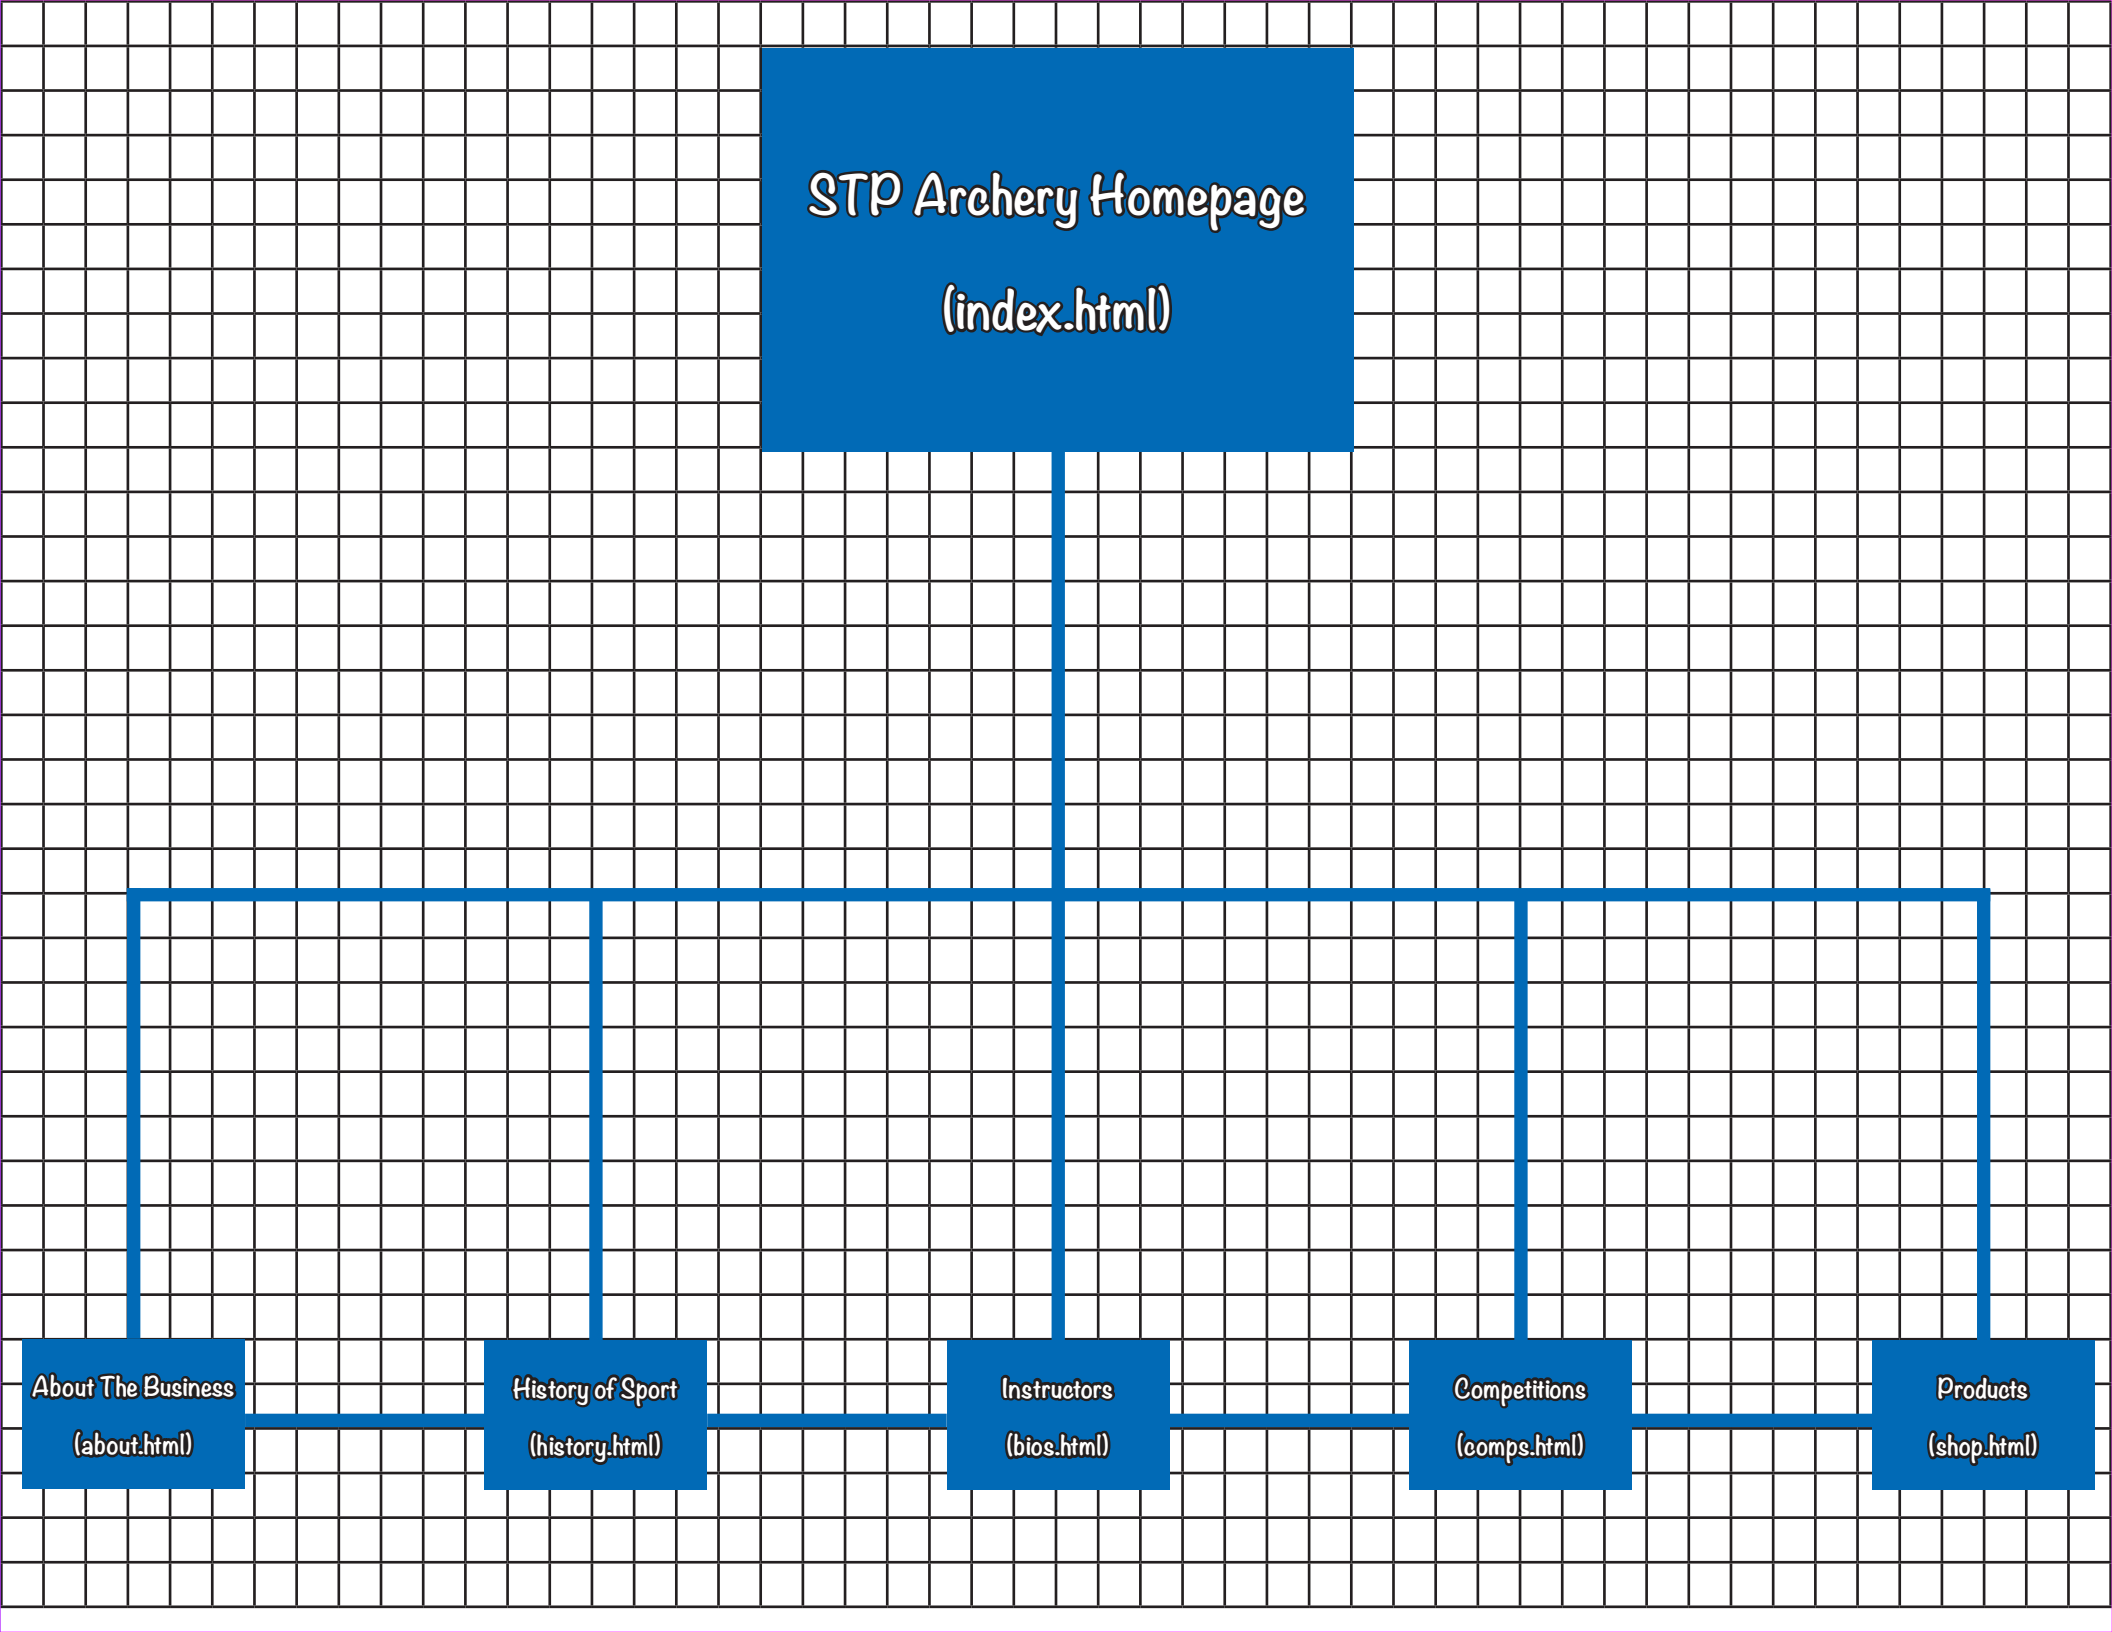 STP Archery Homepage
(index.html)
About The Business
(about.html)
History of Sport
(history.html)
Instructors
(bios.html)
Competitions
(comps.html)
Products
(shop.html)